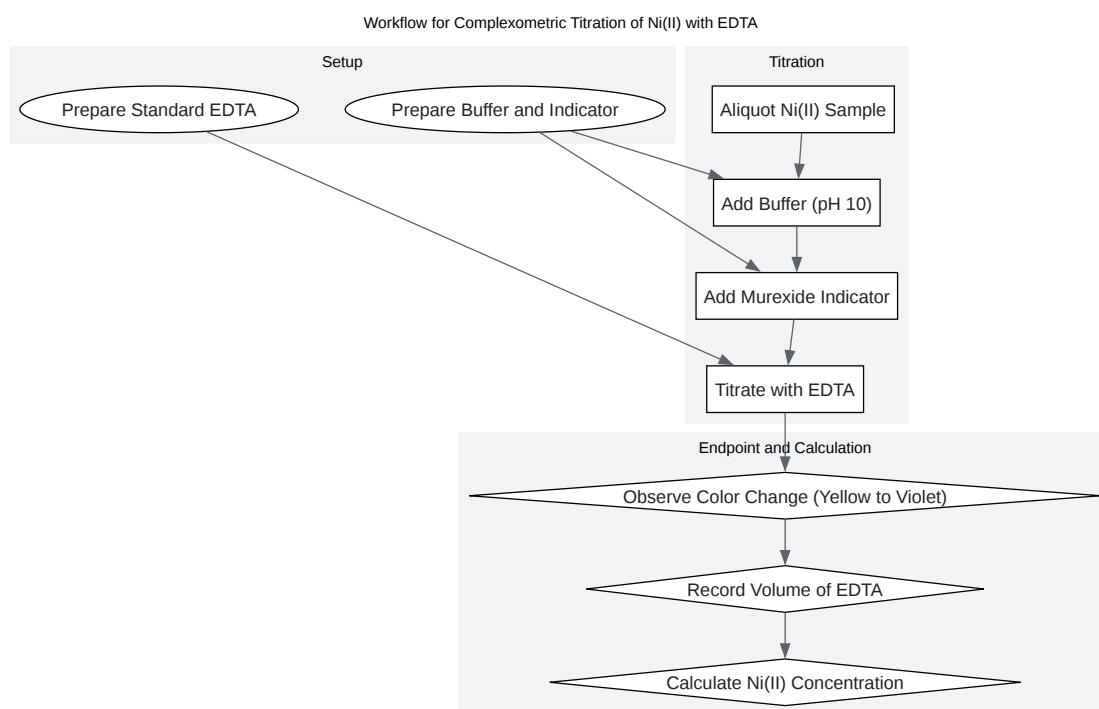 Workflow for Complexometric Titration of Ni(II) with EDTA
Setup
Prepare Standard EDTA
Prepare Buffer and Indicator
Titration
Aliquot Ni(II) Sample
Add Buffer (pH 10)
Add Murexide Indicator
Titrate with EDTA
Endpoint and Calculation
Observe Color Change (Yellow to Violet)
Record Volume of EDTA
Calculate Ni(II) Concentration